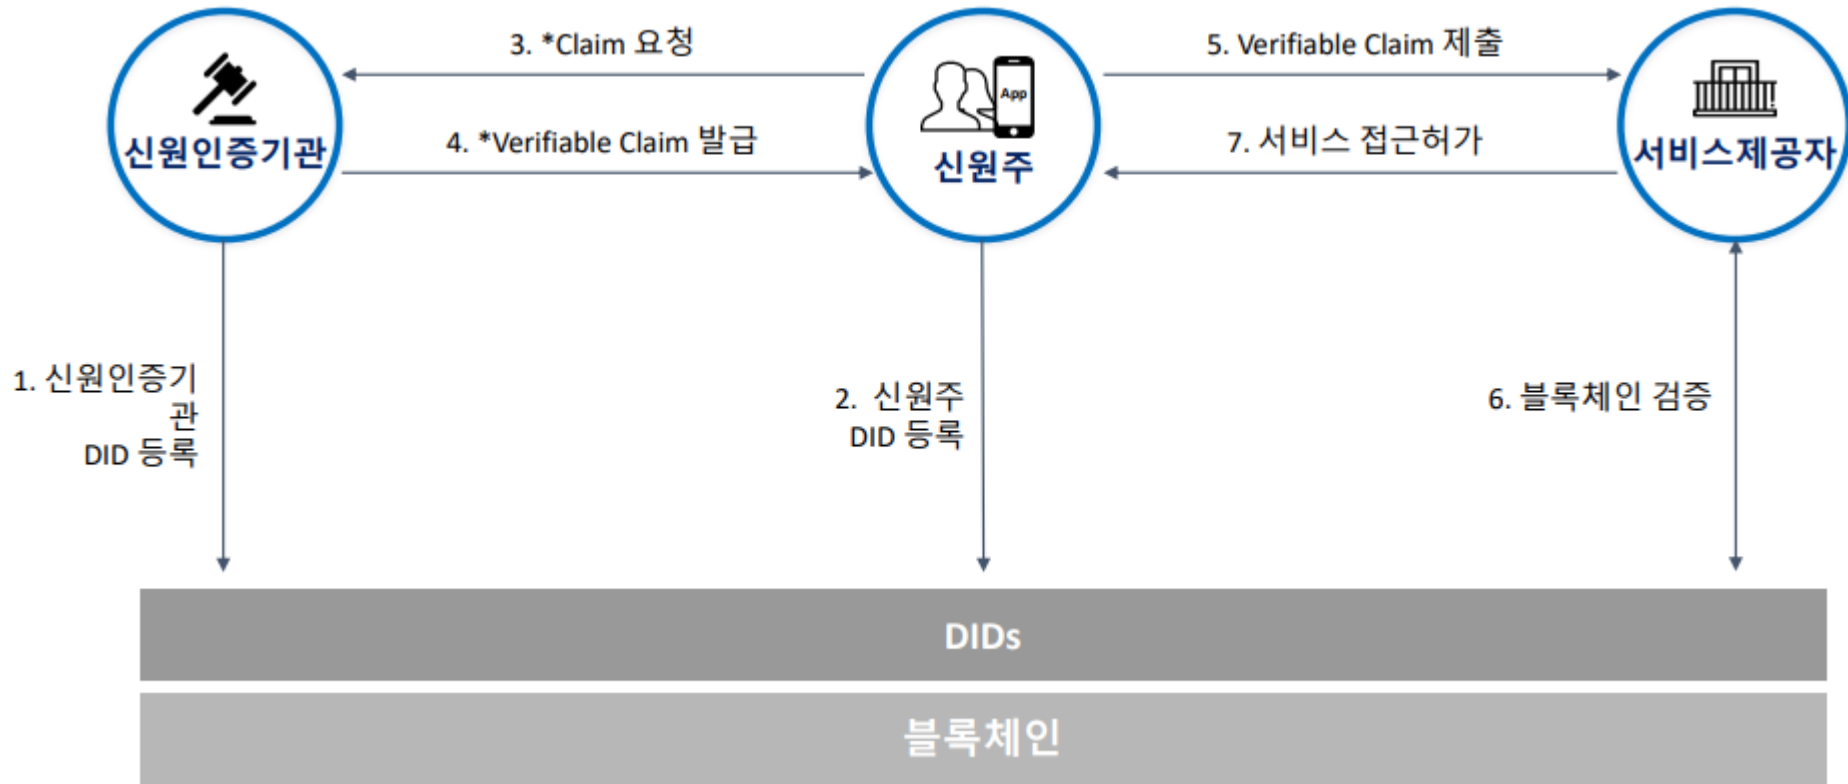 3. *Claim 요청
5. Verifiable Claim 제출
App
신원인증기관
4. *Verifiable Claim 발급
신원주
7. 서비스 접근허가
서비스제공자
1. 신원인증기
관
DID 등록
2. 신원주
DID 등록
6. 블록체인 검증
DIDs
블록체인